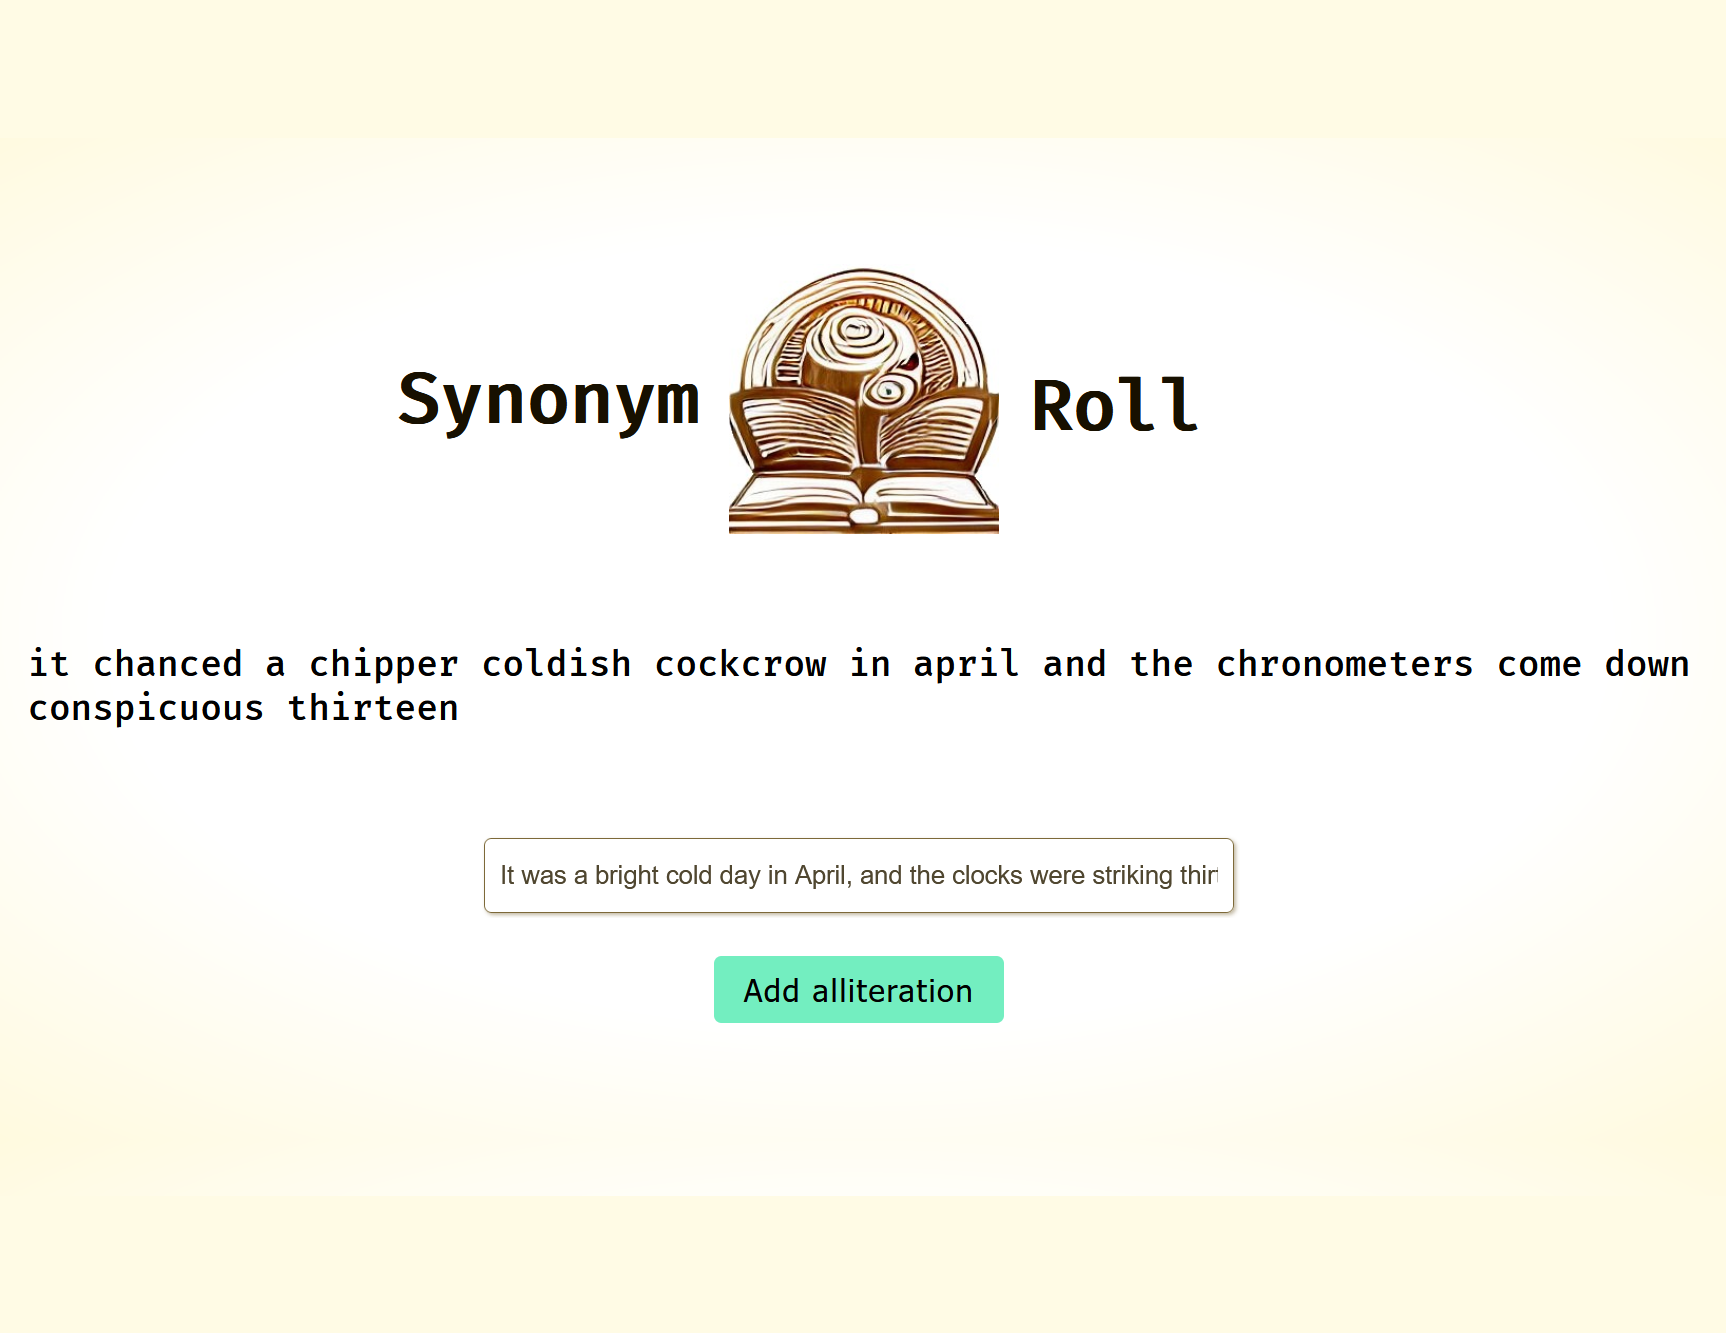 Synonym Roll
it chanced a chipper coldish cockcrow in april and the chronometers come down
conspicuous thirteen
It was a bright cold day in April, and the clocks were striking thir
Add alliteration